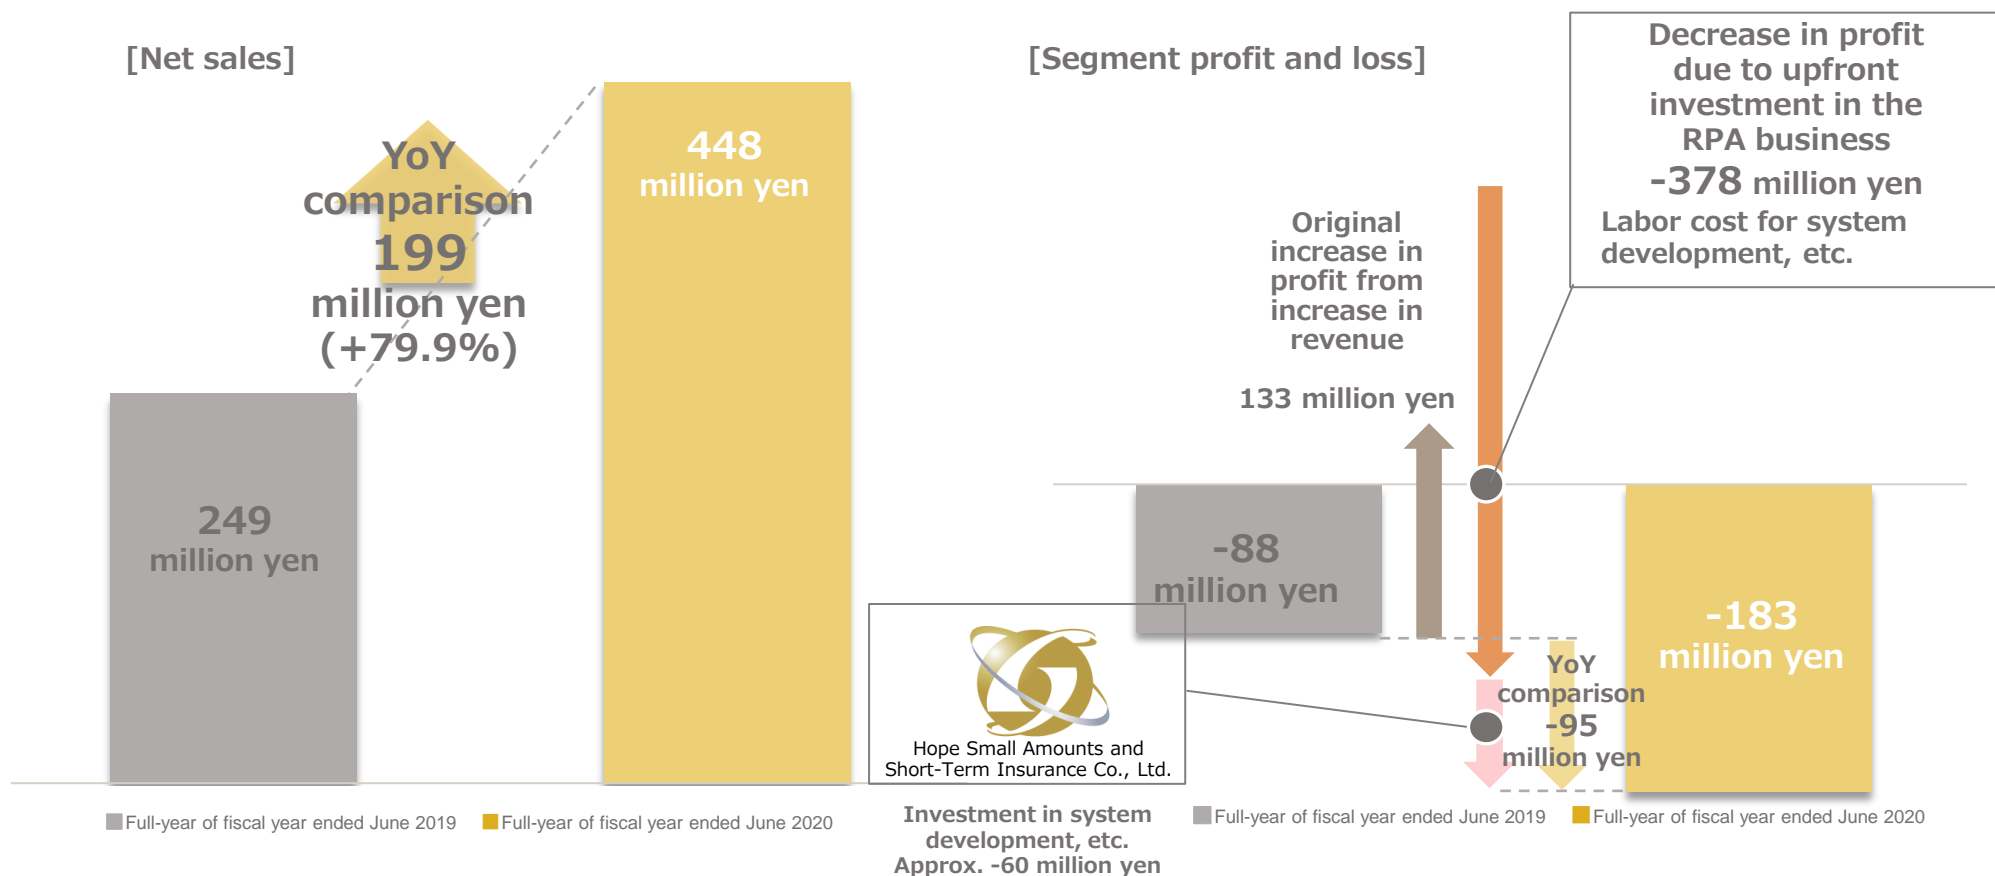 [Net sales]
YoY
comparison
199
million yen
(+79.9%)
448
million yen
249
million yen
Full-year of fiscal year ended June 2019
Full-year of fiscal year ended June 2020
[Segment profit and loss]
Decrease in profit
due to upfront
investment in the
RPA business
-378 million yen
Labor cost for system
development, etc.
Original
increase in
profit from
increase in
revenue
133 million yen
-88
million yen
YoY
comparison
-95
million yen
-183
million yen
Hope Small Amounts and
Short-Term Insurance Co., Ltd.
Investment in system
development, etc.
Approx. -60 million yen
Full-year of fiscal year ended June 2019
Full-year of fiscal year ended June 2020